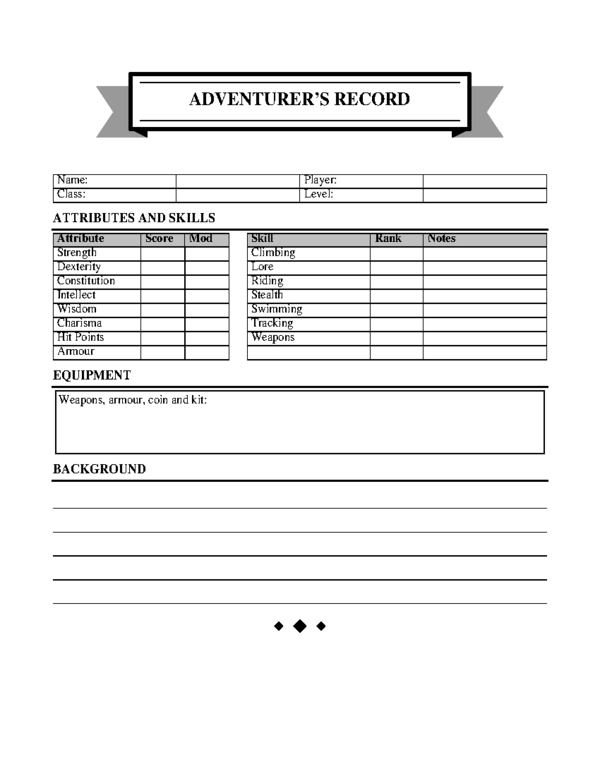 ADVENTURER'S RECORD
Name: Player:
Class: Level:
ATTRIBUTES AND SKILLS
Attribute Score Mod Skill Rank Notes
Strength Climbing
Dexterity Lore
Constitution Riding
Intellect Stealth
Wisdom Swimming
Charisma Tracking
Hit Points Weapons
Armour
EQUIPMENT
Weapons, armour, coin and kit:
BACKGROUND